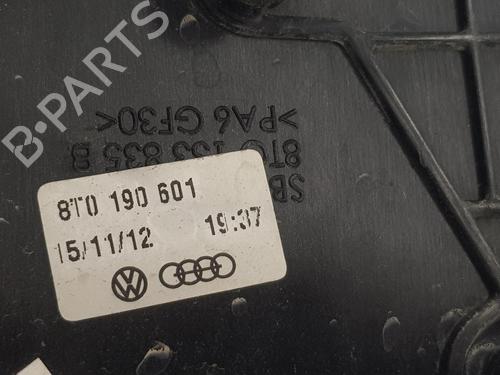 B-PARTS
>PA6 GF30<
8T0 133 835 B
SB
8T0 190 601
15/11/12 19:37